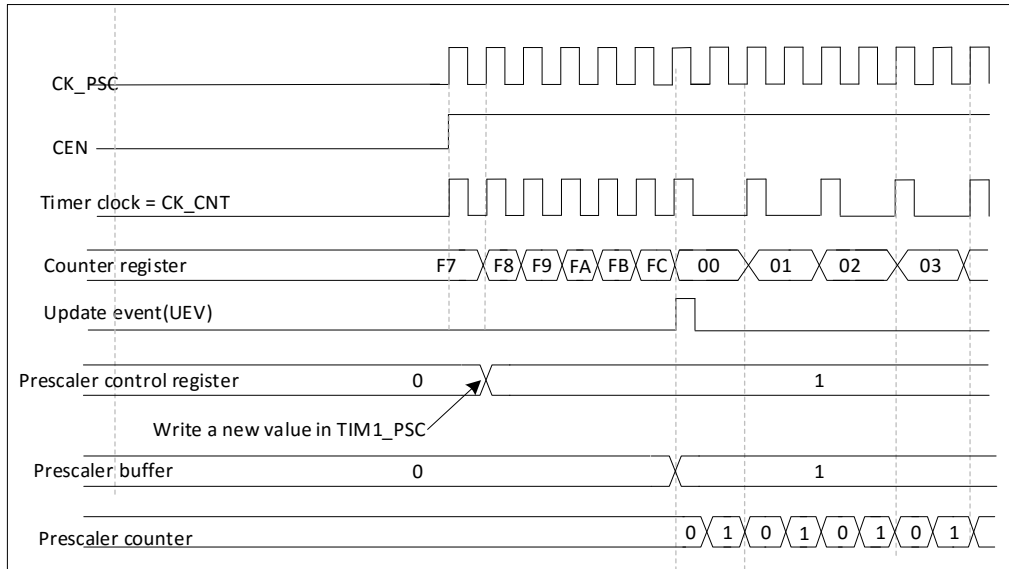 CK_PSC
CEN
Timer clock = CK_CNT
Counter register F7 F8 F9 FA FB FC 00 01 02 03
Update event(UEV)
Prescaler control register 0 1
Write a new value in TIM1_PSC
Prescaler buffer 0 1
Prescaler counter 0 1 0 1 0 1 0 1